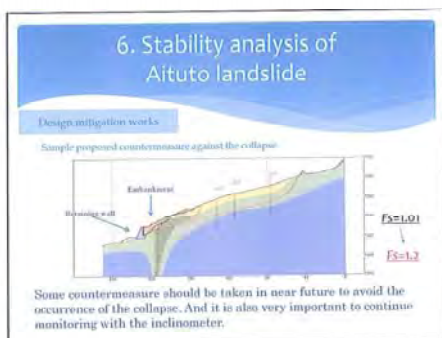 6. Stability analysis of
Aituto landslide
Design mitigation works
Sample proposed countermeasure against the collapse
Embankment
Retaining wall
Fs=1.01
Fs=1.2
Some countermeasure should be taken in near future to avoid the
occurrence of the collapse. And it is also very important to continue
monitoring with the inclinometer.